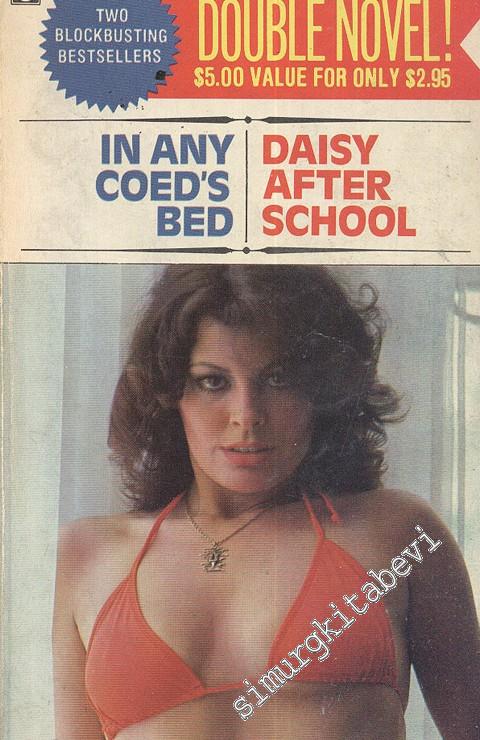 TWO
BLOCKBUSTING
BESTSELLERS
DOUBLE NOVEL!
$5.00 VALUE FOR ONLY $2.95
IN ANY
COED'S
BED
DAISY
AFTER
SCHOOL
simurgkitabevi